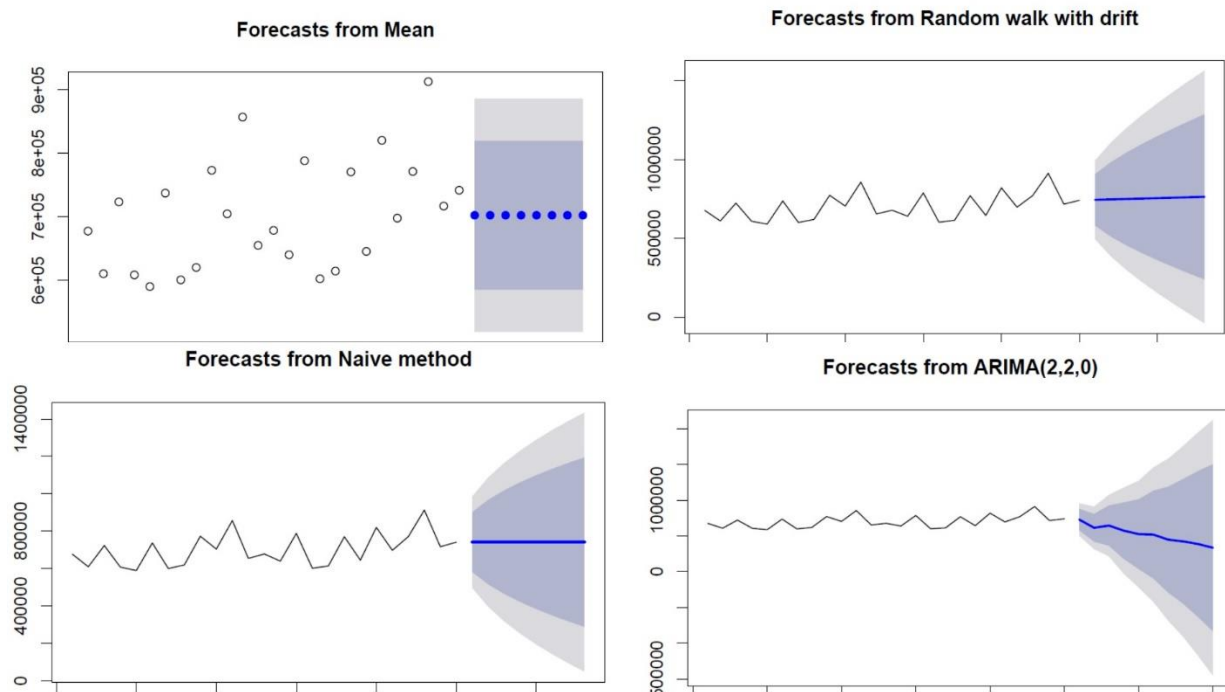 Forecasts from Mean
9e+05
8e+05
7e+05
6e+05
Forecasts from Random walk with drift
1000000
500000
0
Forecasts from Naive method
1400000
800000
400000
0
Forecasts from ARIMA(2,2,0)
1000000
0